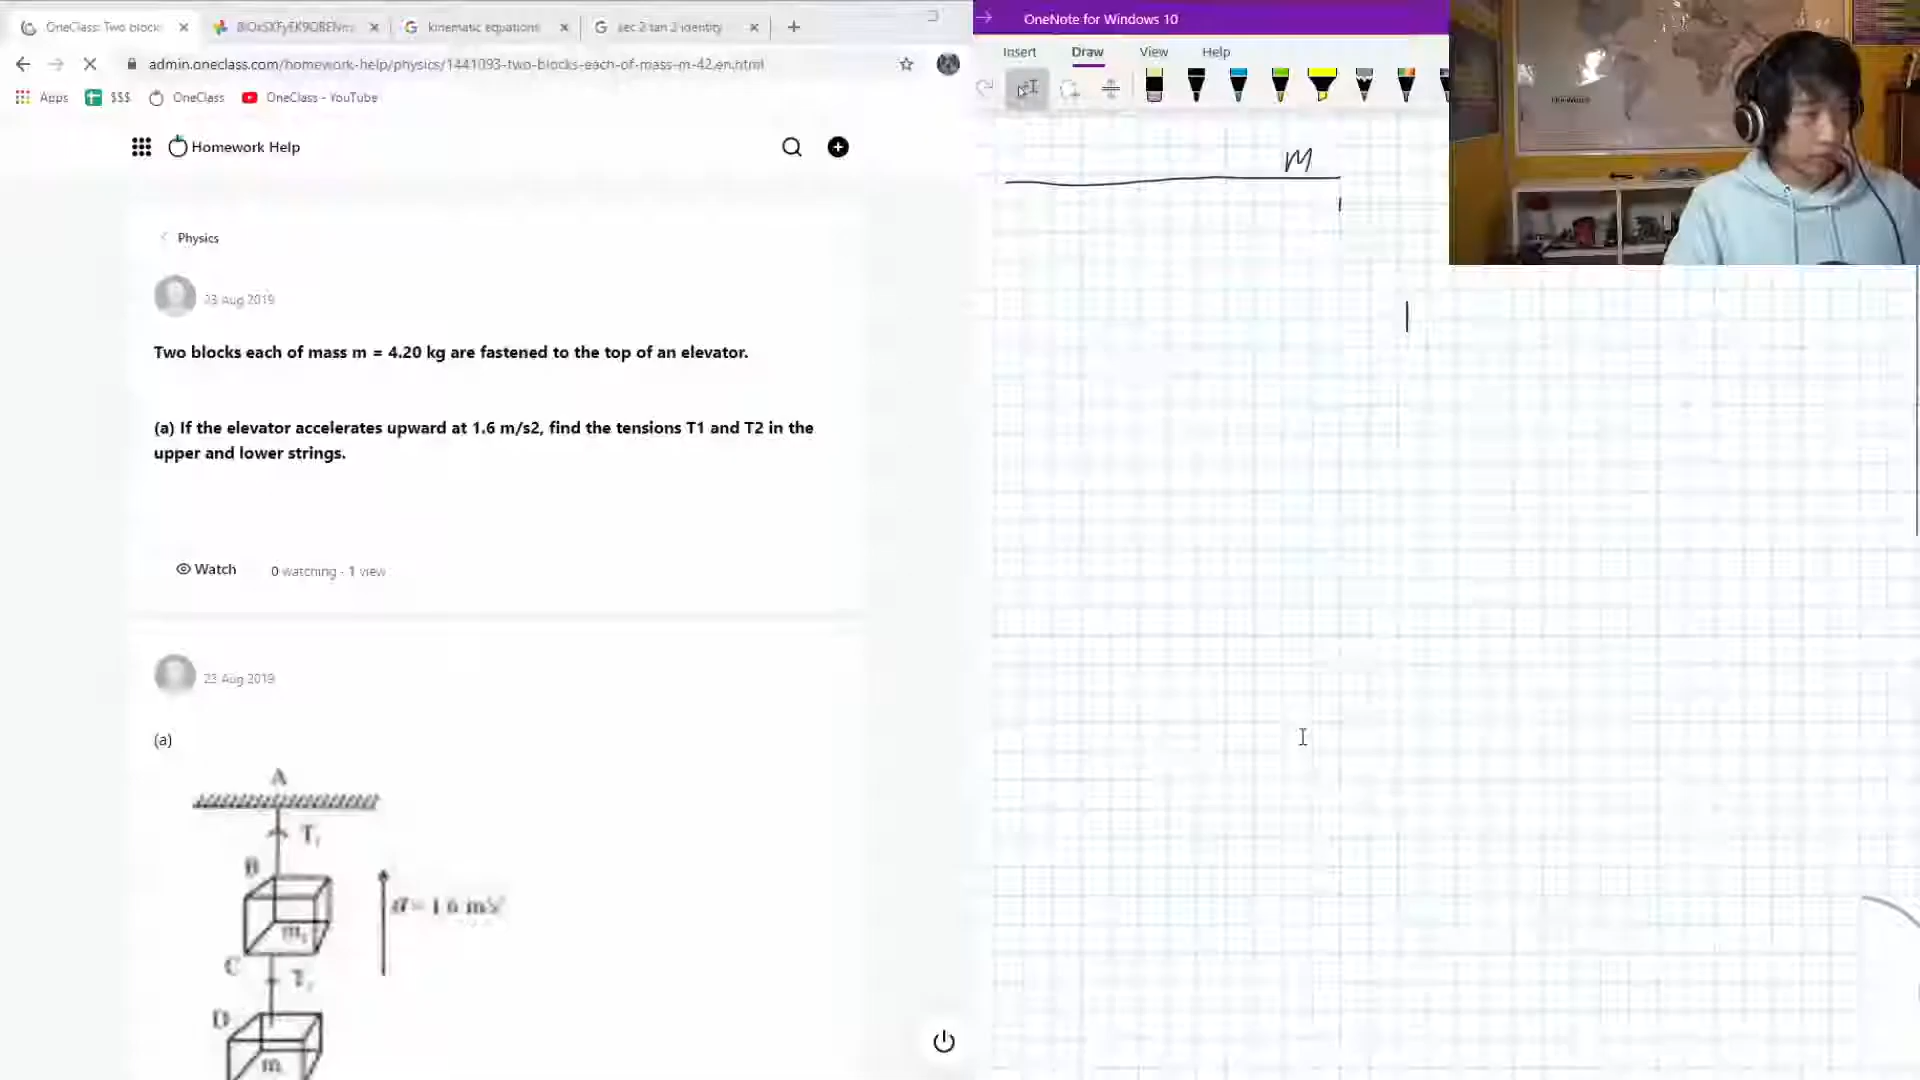 OneClass: Two block
kinematic equations
sec 2 tan 2 identity
admin.oneclass.com/homework-help/physics/1441093-two-blocks-each-of-mass-m-42.en.html
Apps
$$$
OneClass
OneClass - YouTube
Homework Help
Physics
23 Aug 2019
Two blocks each of mass m = 4.20 kg are fastened to the top of an elevator.
(a) If the elevator accelerates upward at 1.6 m/s2, find the tensions T1 and T2 in the
upper and lower strings.
Watch
0 watching - 1 view
23 Aug 2019
(a)
A
T₁
B
m₁
C
D
m
OneNote for Windows 10
Insert
Draw
View
Help
M